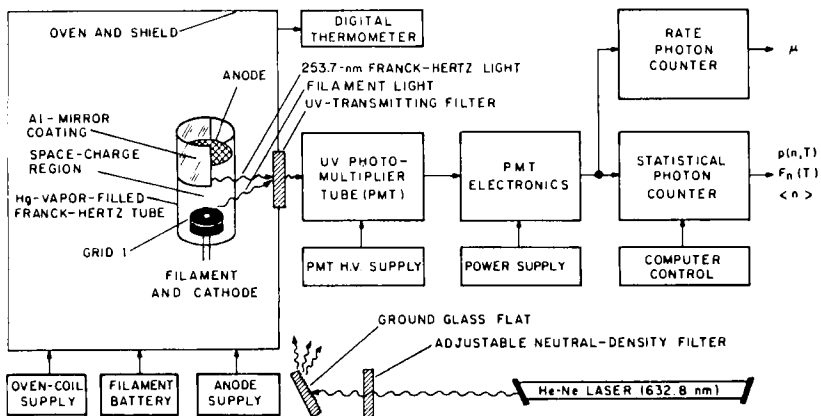 OVEN AND SHIELD
DIGITAL
THERMOMETER
RATE
PHOTON
COUNTER
μ
ANODE
253.7-nm FRANCK-HERTZ LIGHT
FILAMENT LIGHT
UV-TRANSMITTING FILTER
Al-MIRROR
COATING
SPACE-CHARGE
REGION
Hg-VAPOR-FILLED
FRANCK-HERTZ TUBE
GRID 1
FILAMENT
AND CATHODE
UV PHOTO-
MULTIPLIER
TUBE (PMT)
PMT
ELECTRONICS
STATISTICAL
PHOTON
COUNTER
p(n,T)
Fn(T)
<n>
PMT H.V. SUPPLY
POWER SUPPLY
COMPUTER
CONTROL
GROUND GLASS FLAT
ADJUSTABLE NEUTRAL-DENSITY FILTER
OVEN-COIL
SUPPLY
FILAMENT
BATTERY
ANODE
SUPPLY
He-Ne LASER (632.8 nm)